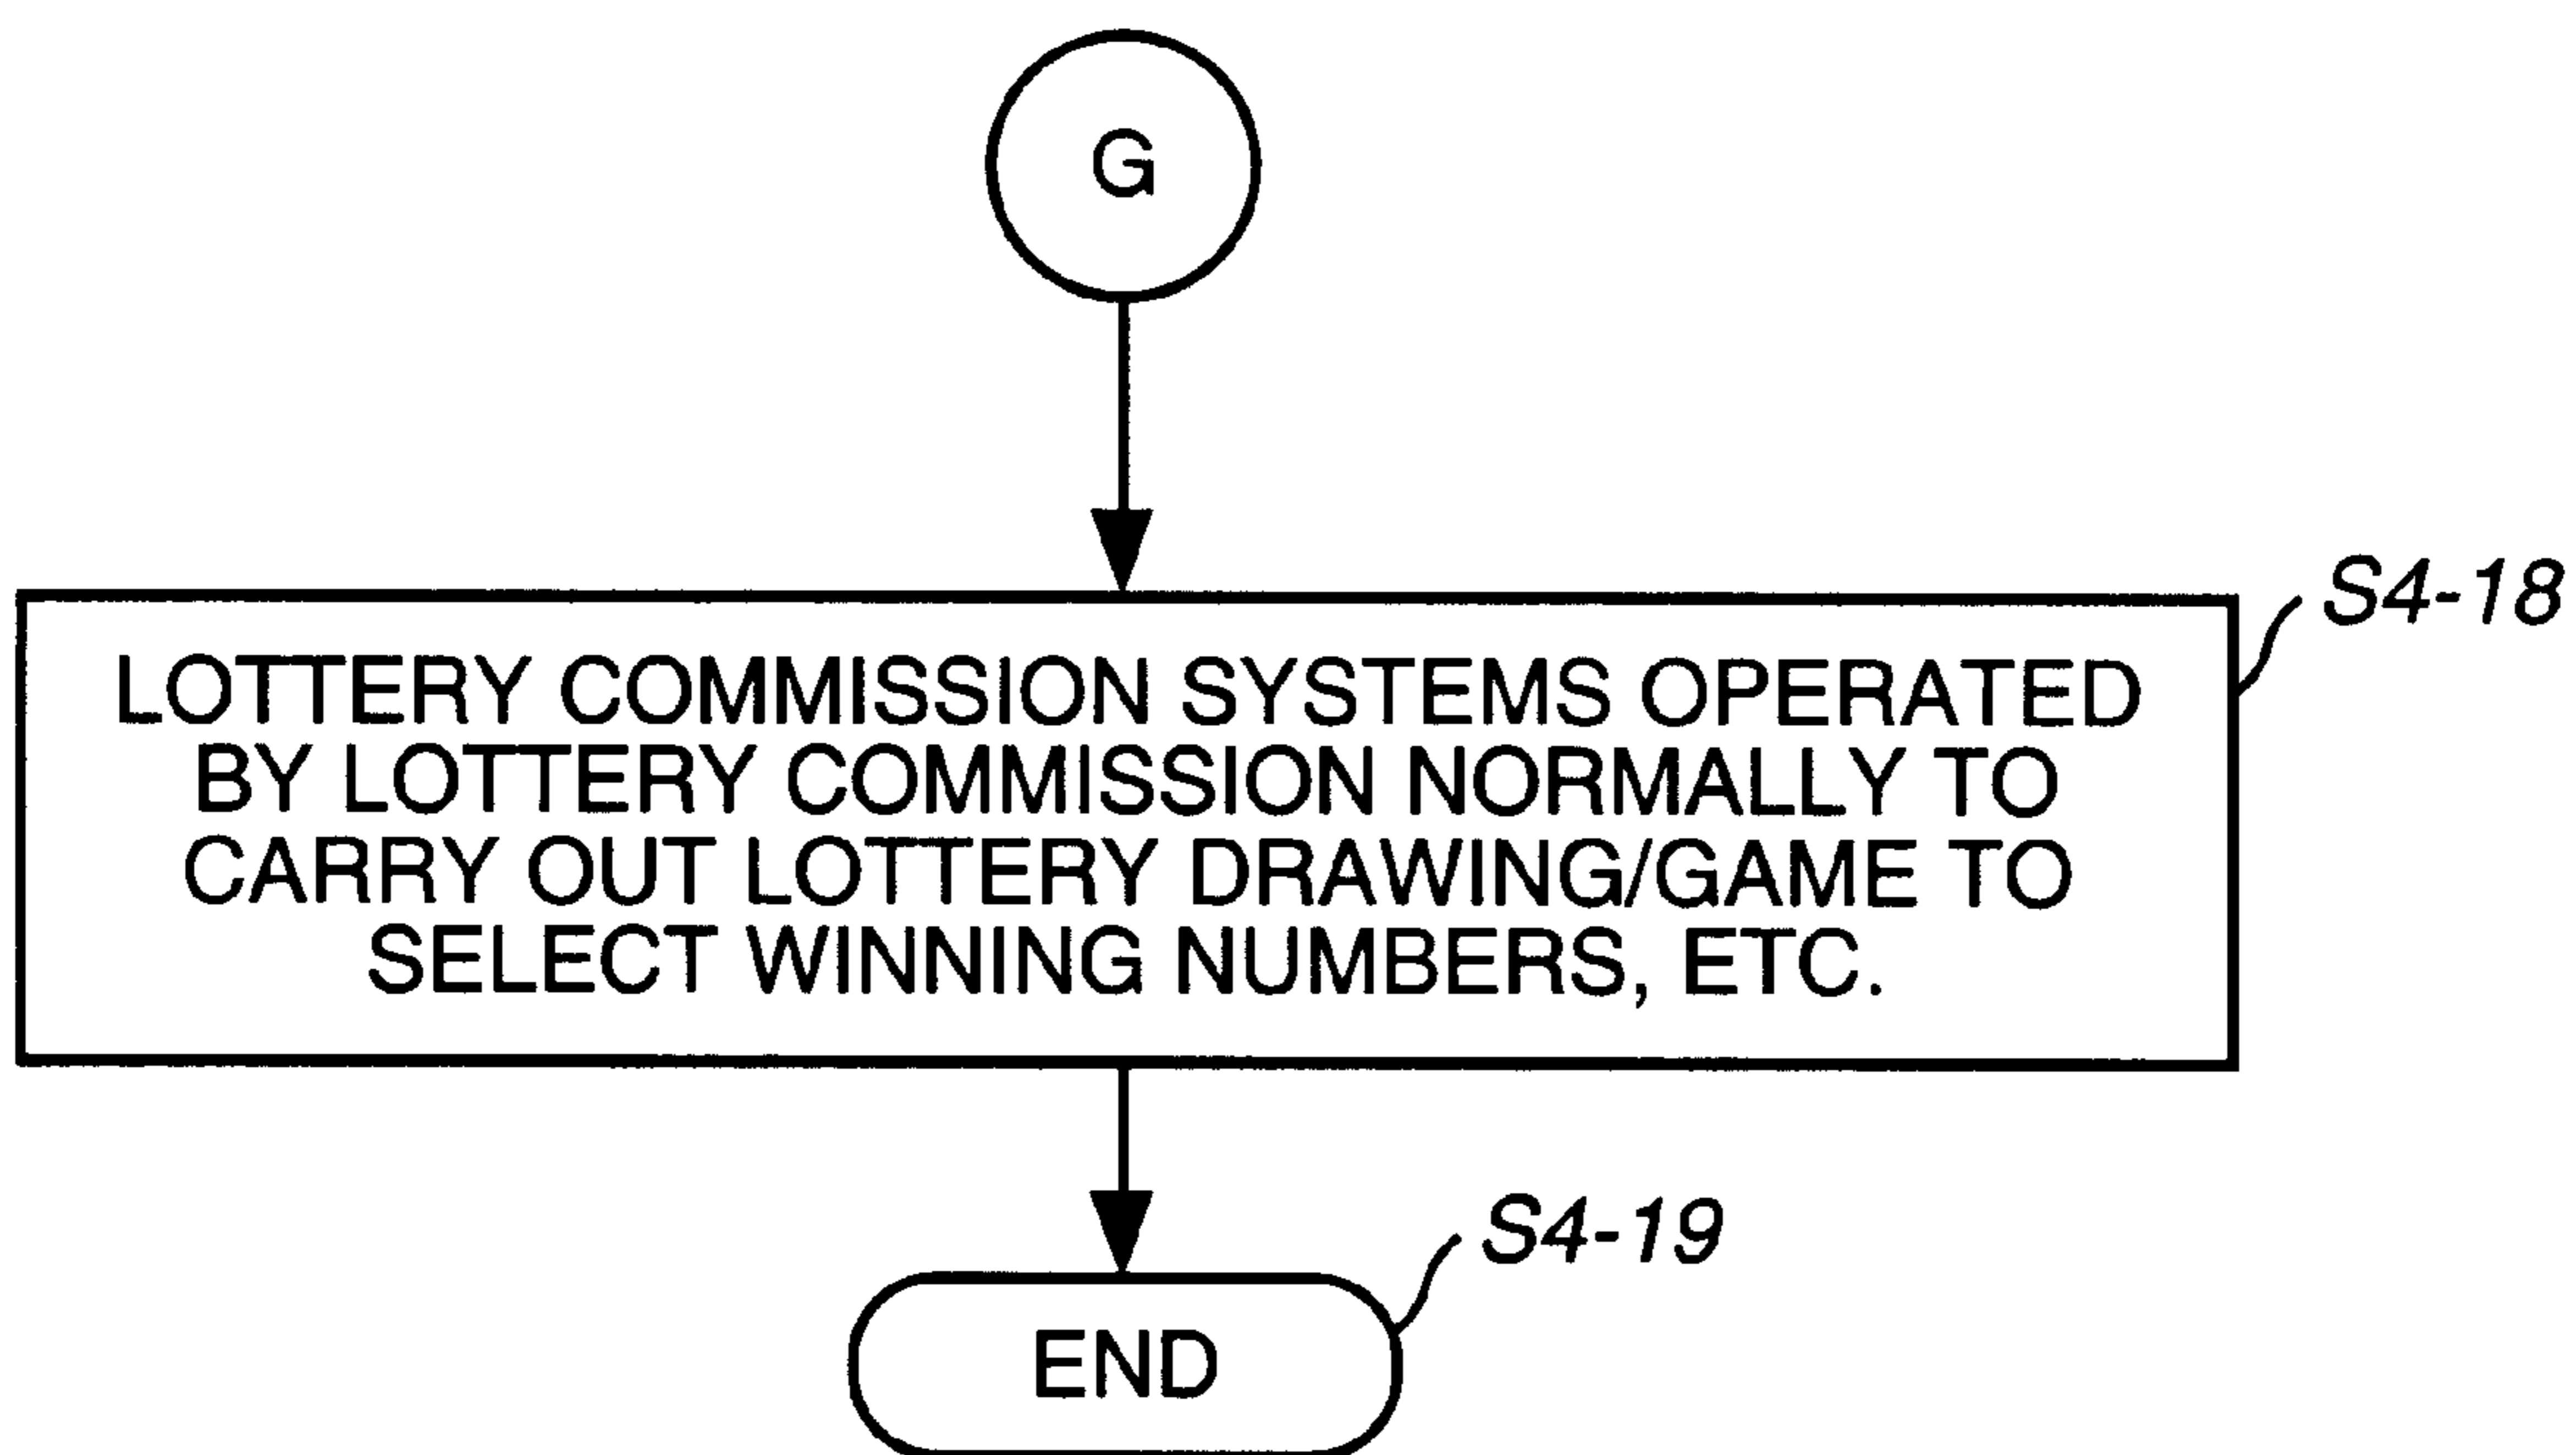 G
S4-18
LOTTERY COMMISSION SYSTEMS OPERATED
BY LOTTERY COMMISSION NORMALLY TO
CARRY OUT LOTTERY DRAWING/GAME TO
SELECT WINNING NUMBERS, ETC.
S4-19
END